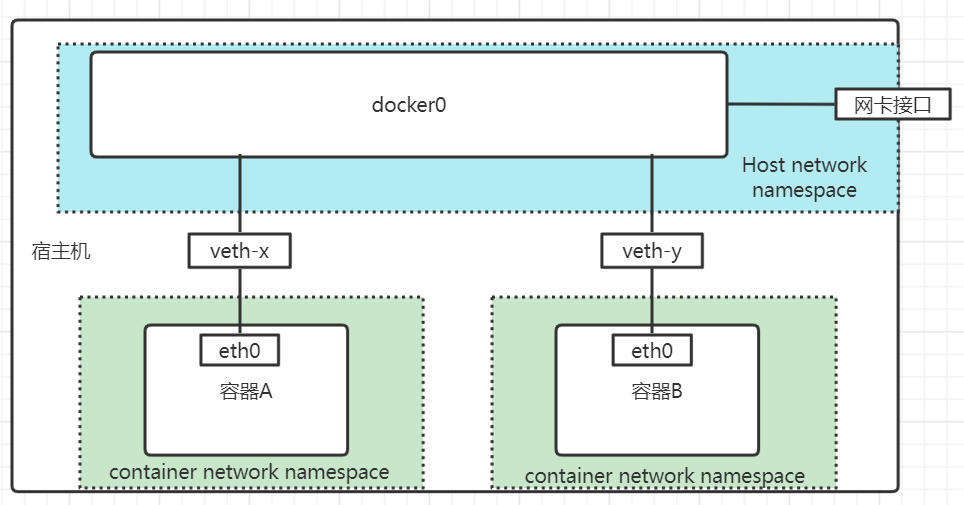 docker0
网卡接口
Host network
namespace
宿主机
veth-x
veth-y
eth0
容器A
container network namespace
eth0
容器B
container network namespace